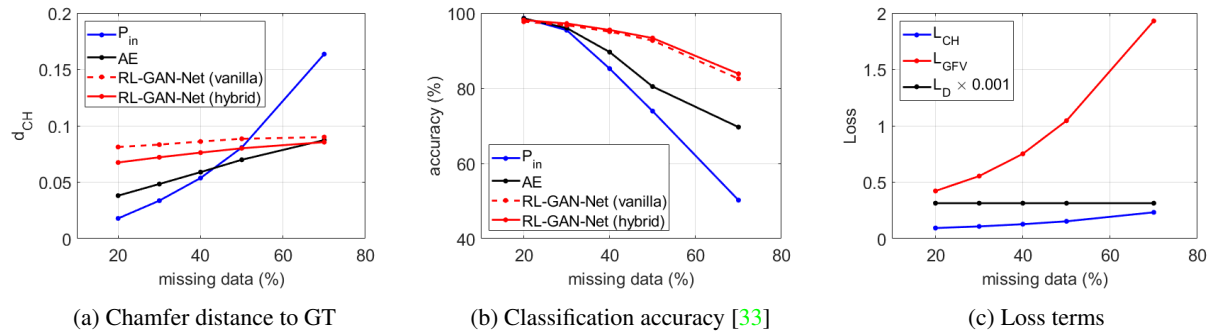 0.2
0.15
0.1
0.05
0
d_CH
P_in
AE
RL-GAN-Net (vanilla)
RL-GAN-Net (hybrid)
20 40 60 80
missing data (%)
(a) Chamfer distance to GT
100
80
60
40
accuracy (%)
P_in
AE
RL-GAN-Net (vanilla)
RL-GAN-Net (hybrid)
20 40 60 80
missing data (%)
(b) Classification accuracy [33]
2
1.5
1
0.5
0
Loss
L_CH
L_GFV
L_D × 0.001
20 40 60 80
missing data (%)
(c) Loss terms